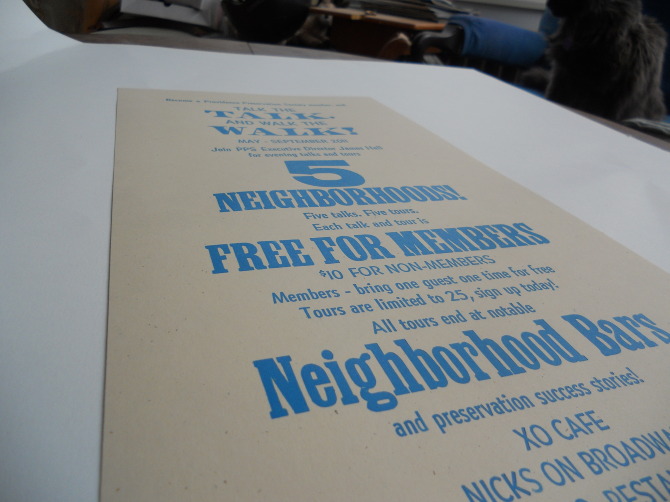 TALK THE
TALK.
AND WALK THE
WALK!
MAY - SEPTEMBER 2011
Join PPS Executive Director James Hall
for evening talks and tours
5
NEIGHBORHOODS!
Five talks. Five tours.
Each talk and tour is
FREE FOR MEMBERS
$10 FOR NON-MEMBERS
Members - bring one guest one time for free
Tours are limited to 25, sign up today!
All tours end at notable
Neighborhood Bars
and preservation success stories!
XO CAFE
NICKS ON BROADWA